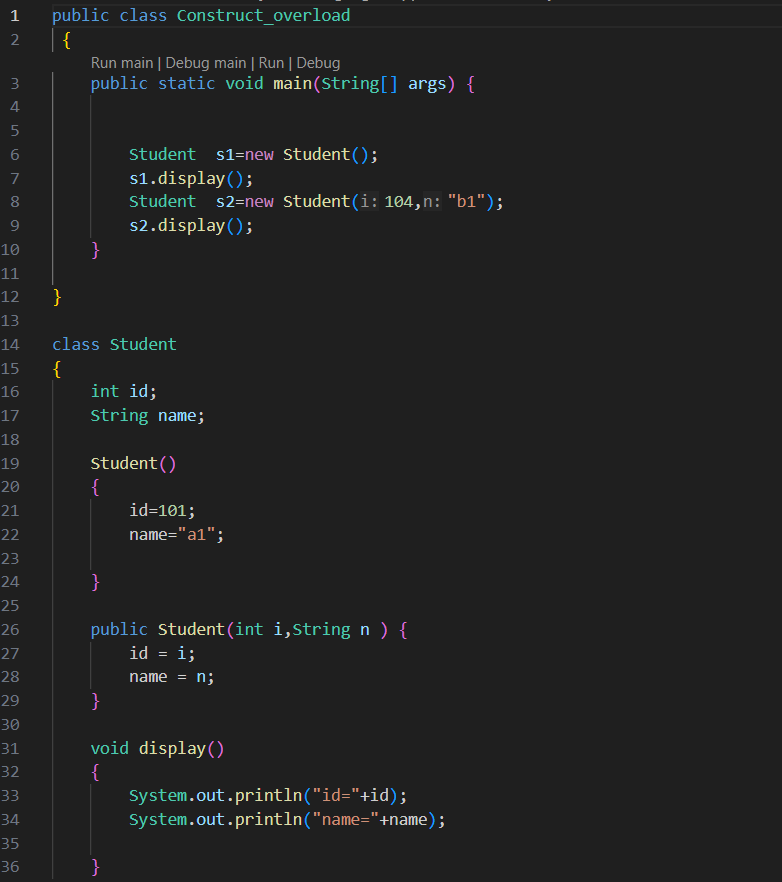 1 public class Construct_overload
2 {
Run main | Debug main | Run | Debug
3 public static void main(String[] args) {
4
5
6 Student  s1=new Student();
7 s1.display();
8 Student  s2=new Student(i: 104,n: "b1");
9 s2.display();
10 }
11
12 }
13
14 class Student
15 {
16 int id;
17 String name;
18
19 Student()
20 {
21 id=101;
22 name="a1";
23
24 }
25
26 public Student(int i,String n ) {
27 id = i;
28 name = n;
29 }
30
31 void display()
32 {
33 System.out.println("id="+id);
34 System.out.println("name="+name);
35
36 }